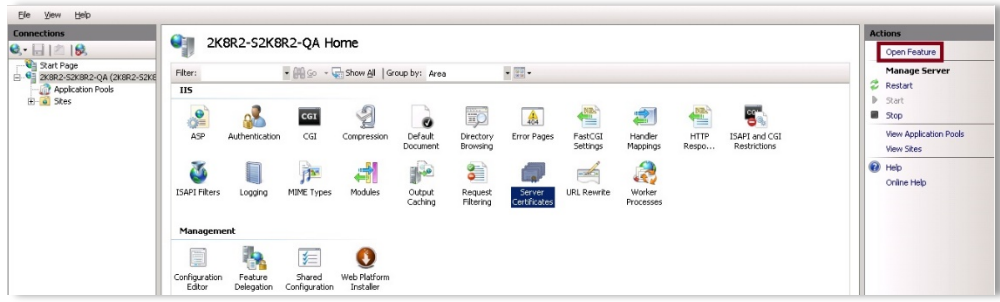 File View Help
Connections
Start Page
2K8R2-S2K8R2-QA (2K8R2-S2K8
Application Pools
Sites
2K8R2-S2K8R2-QA Home
Filter: Go Show All Group by: Area
IIS
ASP Authentication CGI Compression Default Document Directory Browsing Error Pages FastCGI Settings Handler Mappings HTTP Respo... ISAPI and CGI Restrictions
ISAPI Filters Logging MIME Types Modules Output Caching Request Filtering Server Certificates URL Rewrite Worker Processes
Management
Configuration Editor Feature Delegation Shared Configuration Web Platform Installer
Actions
Open Feature
Manage Server
Restart
Start
Stop
View Application Pools
View Sites
Help
Online Help